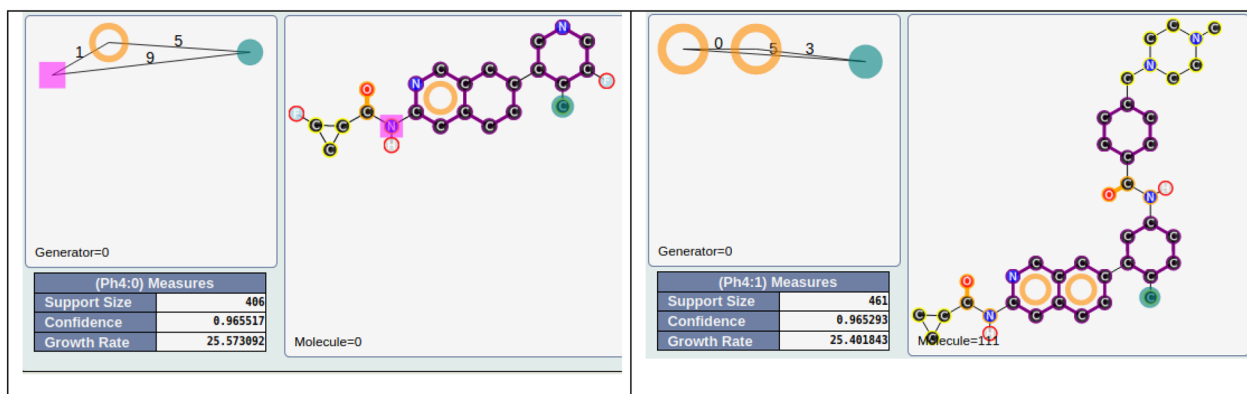 1 5
9
Generator=0
N
C C
C C C C
N C C
O C
C C C C C
C C N C C
C
Molecule=0
(Ph4:0) Measures
Support Size 406
Confidence 0.965517
Growth Rate 25.573092
0 5 3
Generator=0
C C C
N
N C
C
C
C C
C C
C
C
O N
C
C C
C C C C
N C C C
O
C C C C C
C C N C C
C
Molecule=111
(Ph4:1) Measures
Support Size 461
Confidence 0.965293
Growth Rate 25.401843